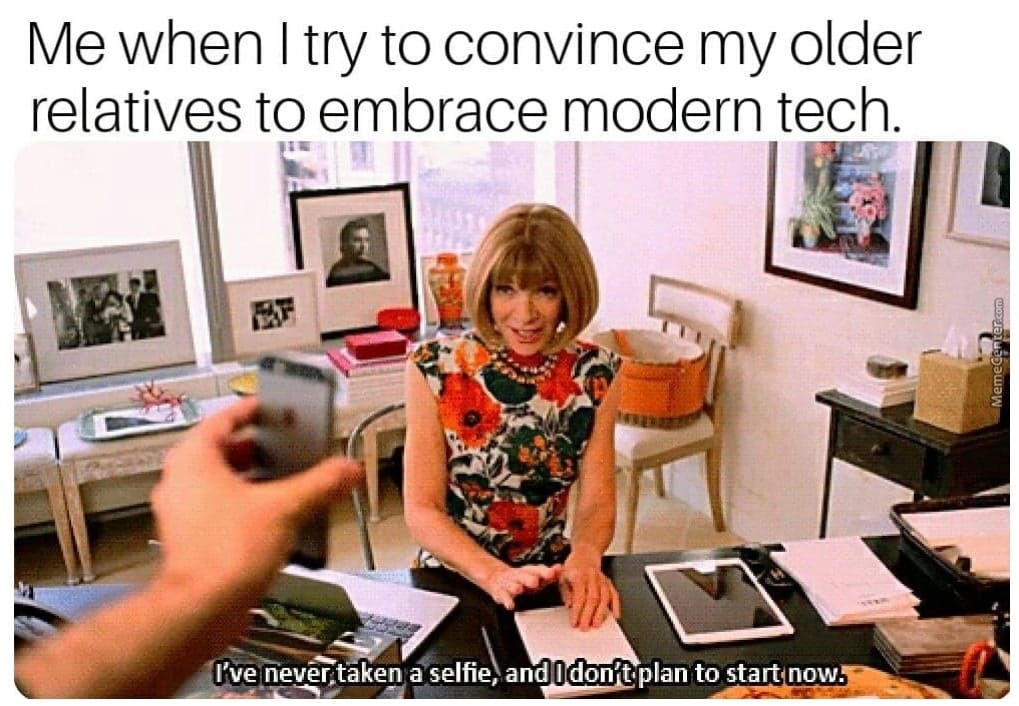 Me when I try to convince my older
relatives to embrace modern tech.
MemeCenter.com
I've never taken a selfie, and I don't plan to start now.